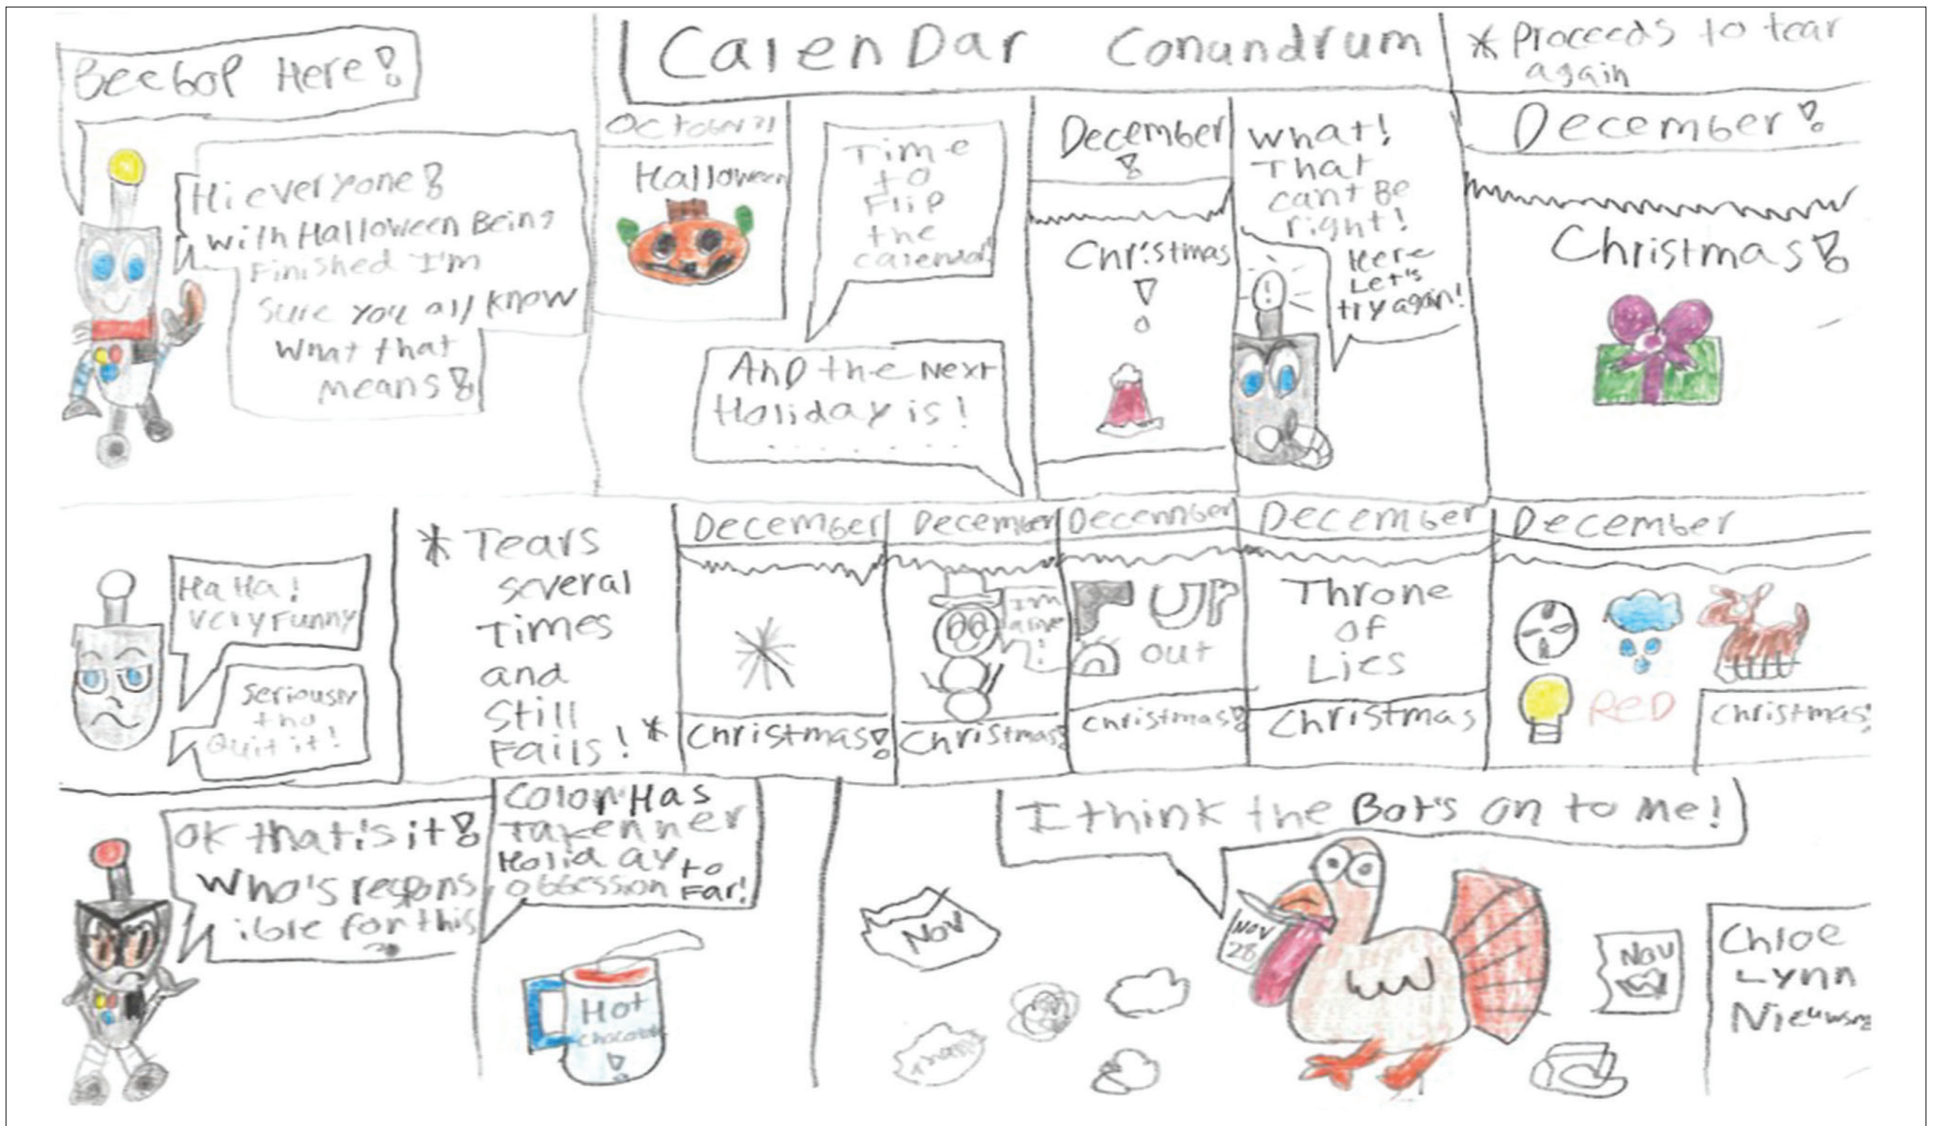 BeeboP Here!
Hi everyone!
with Halloween Being
Finished I'm
Sure you all know
what that
means!
CalenDar Conundrum
October 31
Halloween
Time
to
Flip
the
calendar!
And the Next
Holiday is!
December
!
Christmas
!
What!
That
can't Be
right!
Here
Let's
try again!
* Proceeds to tear
again
December!
Christmas!
HaHa!
very Funny
Seriously
tho
Quit it!
* Tears
several
Times
and
Still
Fails! *
December
Christmas!
December
I'm
alive
!
Christmas!
December
UP
out
Christmas!
December
Throne
of
Lies
Christmas
December
RED
Christmas!
OK that's it!
Who's respons
ible for this
?
Color Has
Taken her
Holiday to
obbession Far!
Hot
Chocolate
!
I think the Bot's on to me!
Nov
Nov
28
Nov
Chloe
Lynn